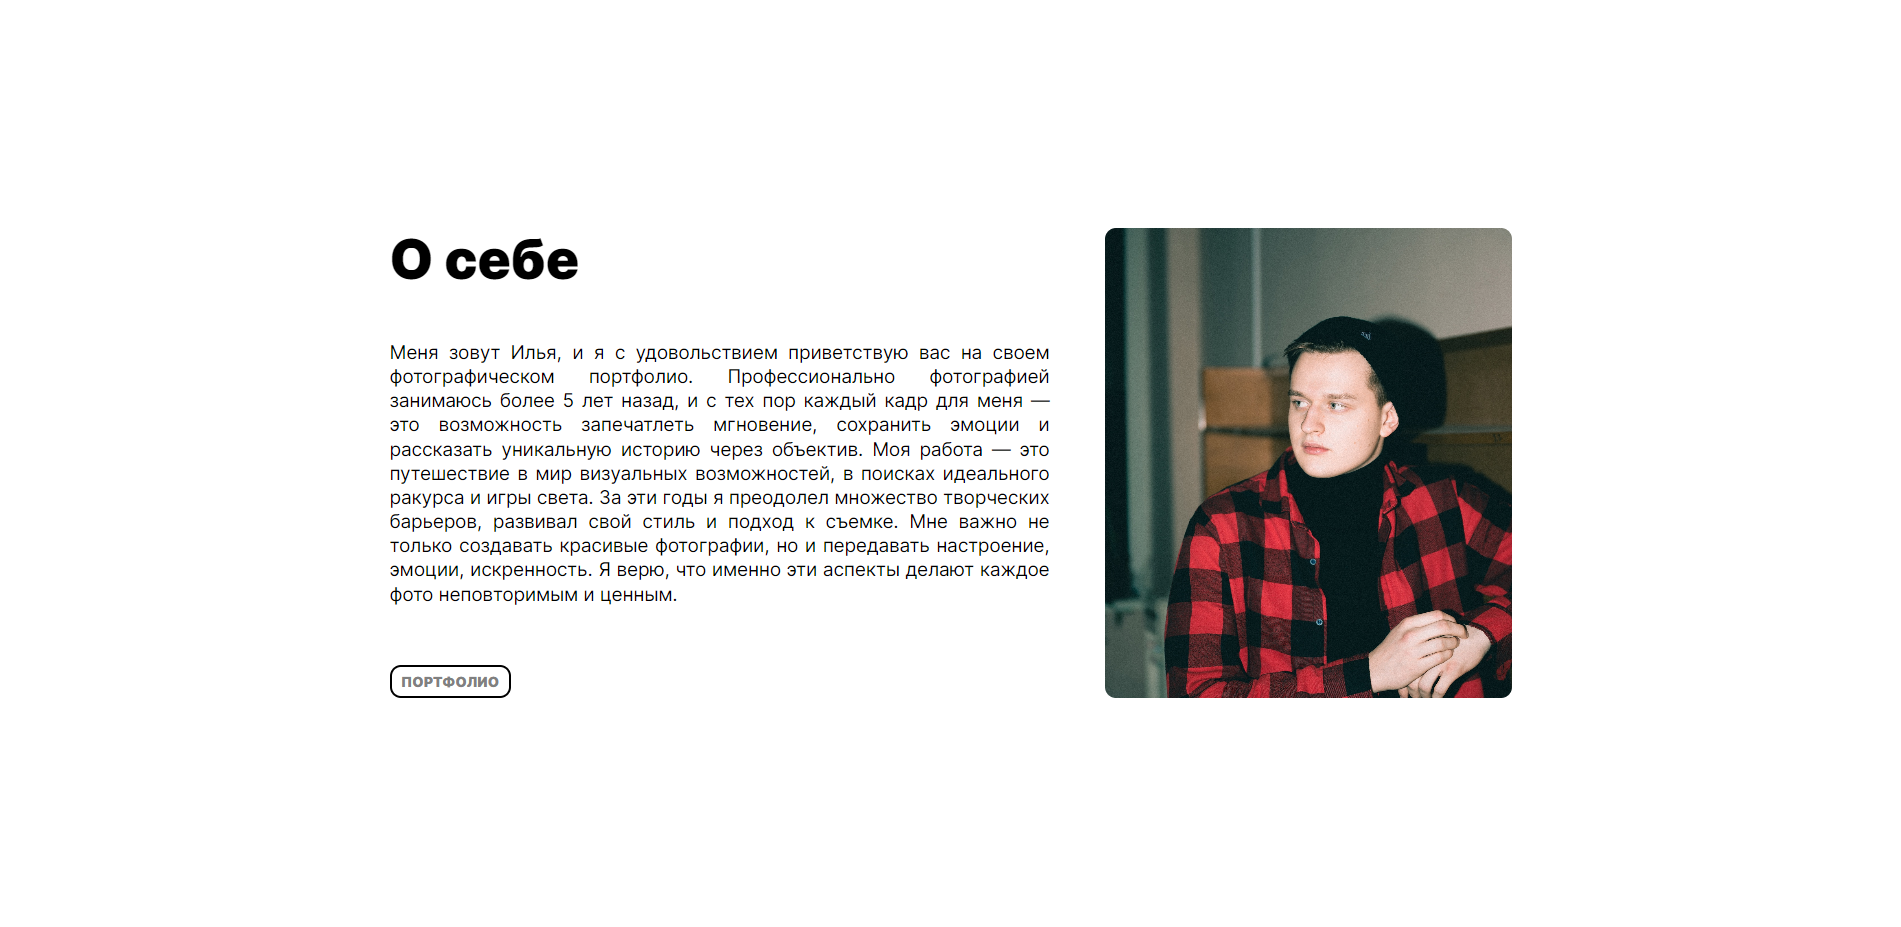 О себе
Меня зовут Илья, и я с удовольствием приветствую вас на своем
фотографическом портфолио. Профессионально фотографией
занимаюсь более 5 лет назад, и с тех пор каждый кадр для меня —
это возможность запечатлеть мгновение, сохранить эмоции и
рассказать уникальную историю через объектив. Моя работа — это
путешествие в мир визуальных возможностей, в поисках идеального
ракурса и игры света. За эти годы я преодолел множество творческих
барьеров, развивал свой стиль и подход к съемке. Мне важно не
только создавать красивые фотографии, но и передавать настроение,
эмоции, искренность. Я верю, что именно эти аспекты делают каждое
фото неповторимым и ценным.
ПОРТФОЛИО